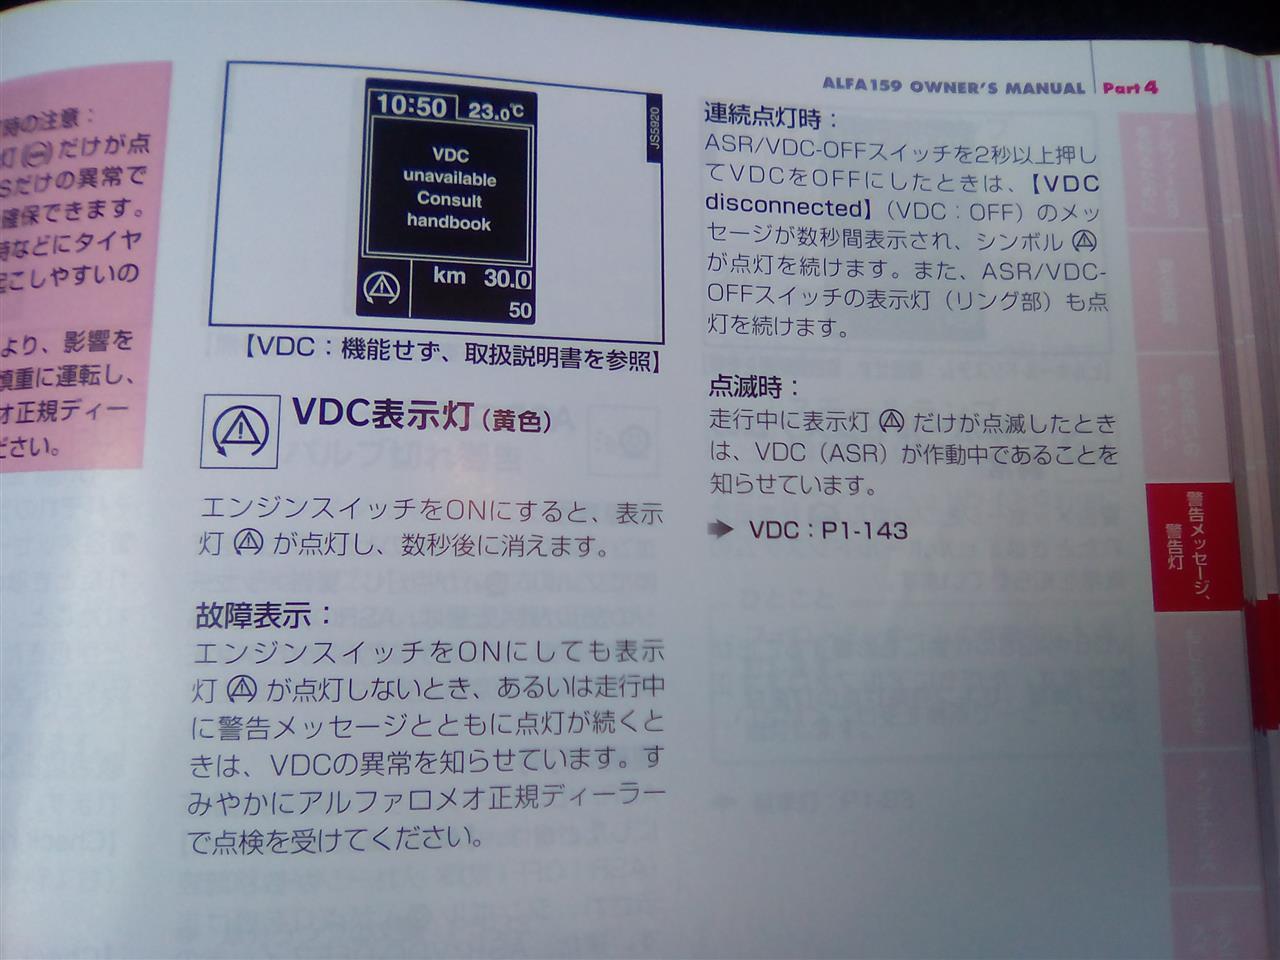 ALFA159 OWNER'S MANUAL Part4
時の注意：
だけが点
Sだけの異常で
確保できます。
時などにタイヤ
起こしやすいの
より、影響を
慎重に運転し、
オ正規ディー
ださい。
10:50 23.0℃
VDC
unavailable
Consult
handbook
km 30.0
50
JS5920
【VDC：機能せず、取扱説明書を参照】
VDC表示灯（黄色）
エンジンスイッチをONにすると、表示
灯 が点灯し、数秒後に消えます。
故障表示：
エンジンスイッチをONにしても表示
灯 が点灯しないとき、あるいは走行中
に警告メッセージとともに点灯が続くと
きは、VDCの異常を知らせています。す
みやかにアルファロメオ正規ディーラー
で点検を受けてください。
連続点灯時：
ASR/VDC-OFFスイッチを2秒以上押し
てVDCをOFFにしたときは、【VDC
disconnected】（VDC：OFF）のメッ
セージが数秒間表示され、シンボル
が点灯を続けます。また、ASR/VDC-
OFFスイッチの表示灯（リング部）も点
灯を続けます。
点滅時：
走行中に表示灯 だけが点滅したとき
は、VDC（ASR）が作動中であることを
知らせています。
➡ VDC：P1-143
警告メッセージ、
警告灯